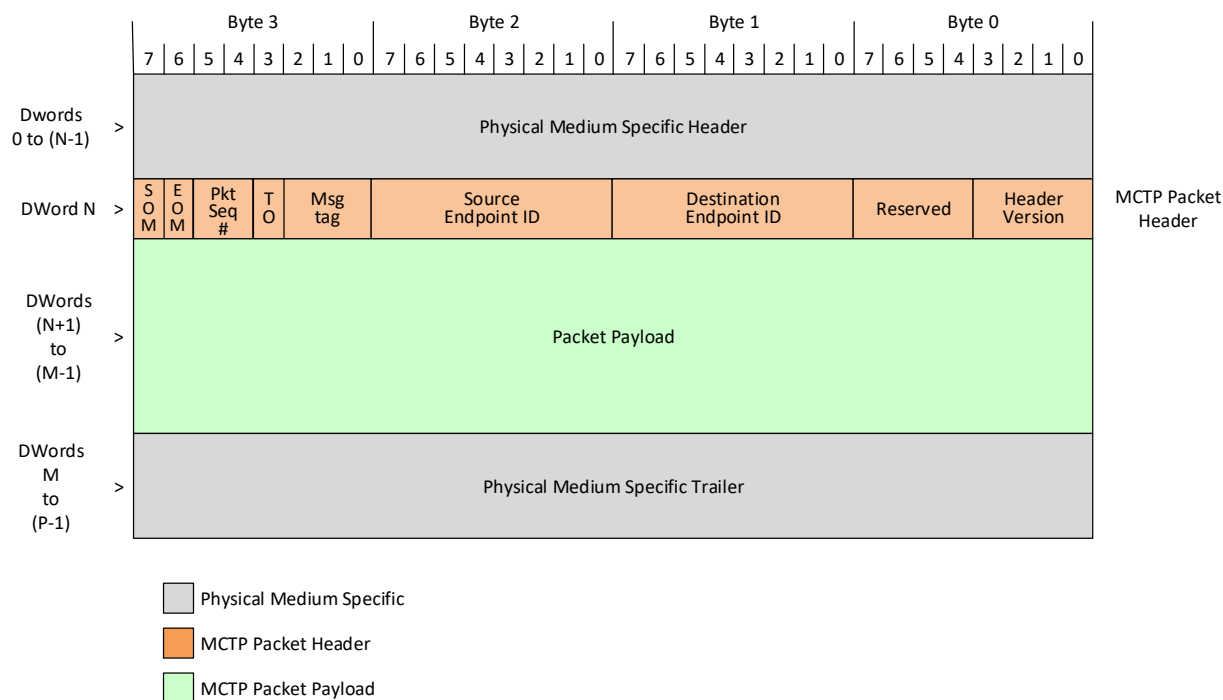 Byte 3 Byte 2 Byte 1 Byte 0
7 6 5 4 3 2 1 0 7 6 5 4 3 2 1 0 7 6 5 4 3 2 1 0 7 6 5 4 3 2 1 0
Dwords
0 to (N-1)
>
Physical Medium Specific Header
DWord N >
S
O
M
E
O
M
Pkt
Seq
#
T
O
Msg
tag
Source
Endpoint ID
Destination
Endpoint ID
Reserved
Header
Version
MCTP Packet
Header
DWords
(N+1)
to
(M-1)
>
Packet Payload
DWords
M
to
(P-1)
>
Physical Medium Specific Trailer
Physical Medium Specific
MCTP Packet Header
MCTP Packet Payload